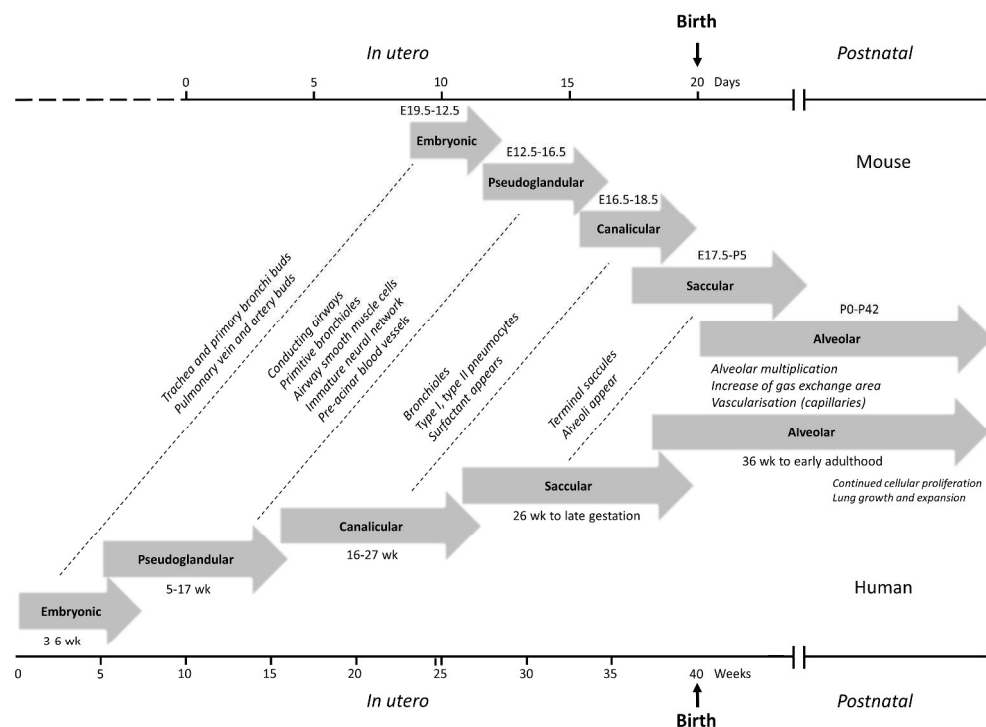 Birth
In utero
Postnatal
0 5 10 15 20 Days
E19.5-12.5
Embryonic
E12.5-16.5
Mouse
Pseudoglandular
E16.5-18.5
Canalicular
E17.5-P5
Saccular
P0-P42
Alveolar
Trachea and primary bronchi buds
Pulmonary vein and artery buds
Conducting airways
Primitive bronchioles
Airway smooth muscle cells
Immature neural network
Pre-acinar blood vessels
Bronchioles
Type I, type II pneumocytes
Surfactant appears
Terminal saccules
Alveoli appear
Alveolar multiplication
Increase of gas exchange area
Vascularisation (capillaries)
Alveolar
36 wk to early adulthood
Continued cellular proliferation
Lung growth and expansion
Saccular
26 wk to late gestation
Canalicular
16-27 wk
Pseudoglandular
5-17 wk
Human
Embryonic
3-6 wk
0 5 10 15 20 25 30 35 40 Weeks
In utero
Postnatal
Birth